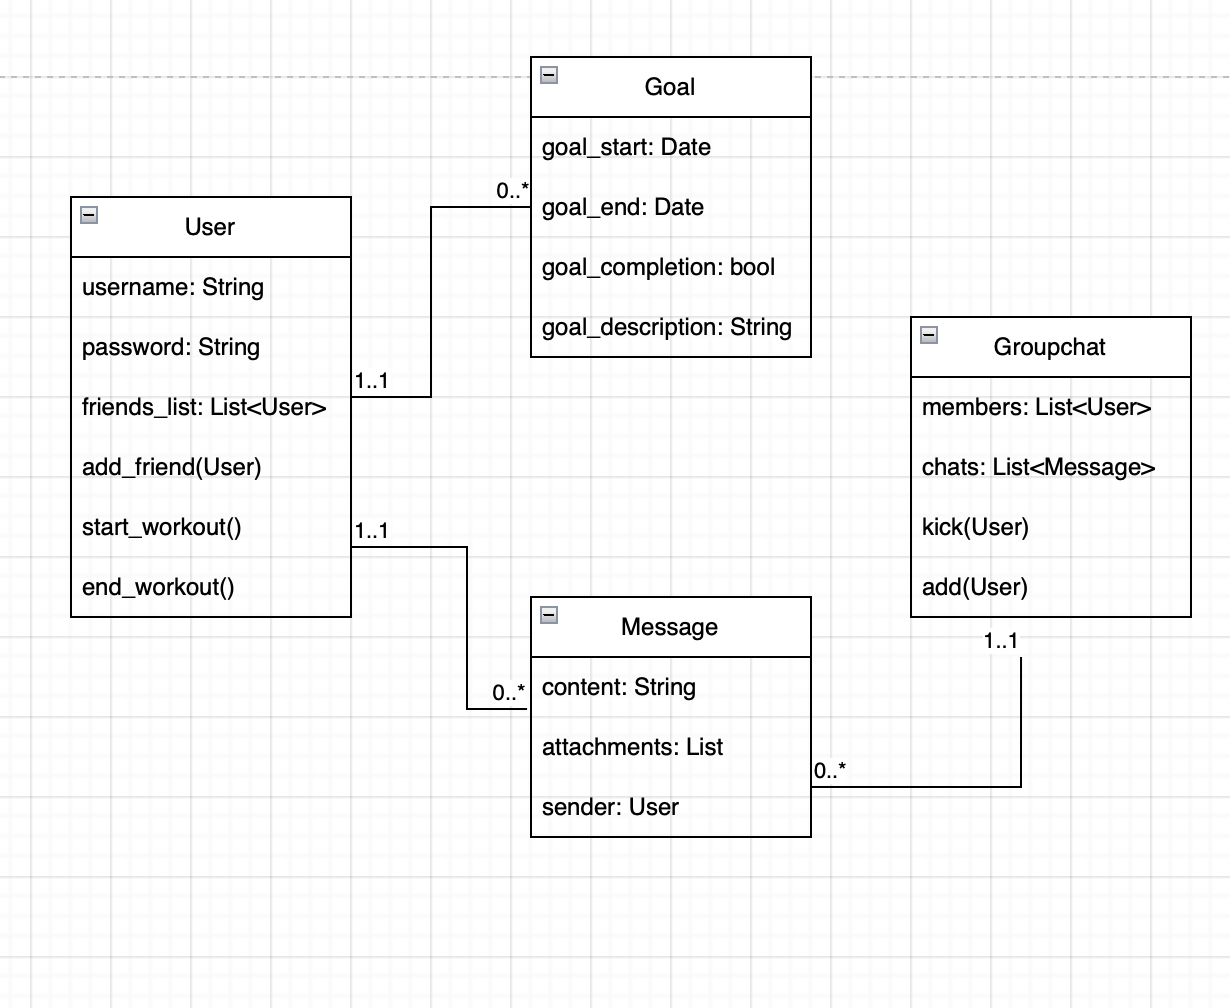 Goal
goal_start: Date
goal_end: Date
goal_completion: bool
goal_description: String
0..*
User
username: String
password: String
friends_list: List<User>
add_friend(User)
start_workout()
end_workout()
1..1
1..1
Groupchat
members: List<User>
chats: List<Message>
kick(User)
add(User)
1..1
Message
content: String
attachments: List
sender: User
0..*
0..*